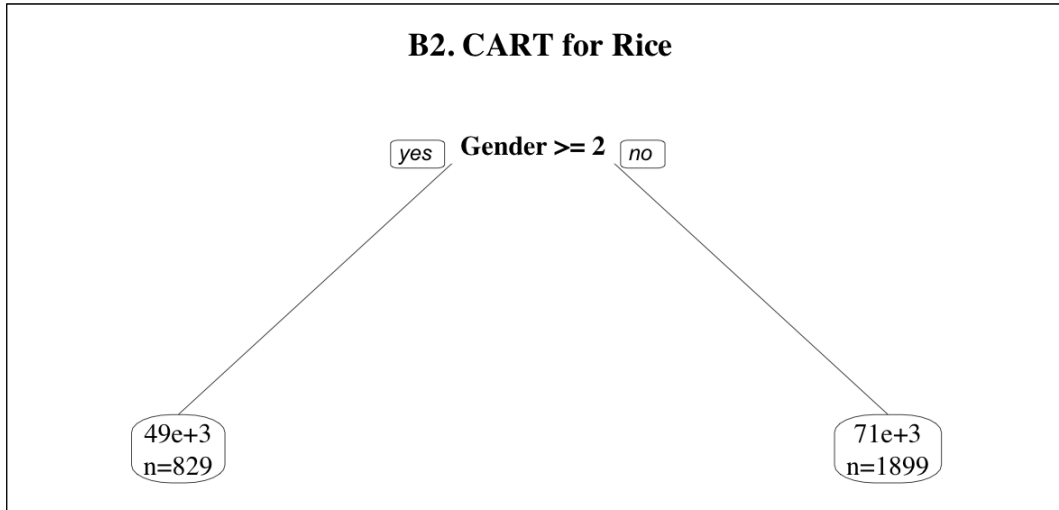 B2. CART for Rice
yes Gender >= 2 no
49e+3
n=829
71e+3
n=1899